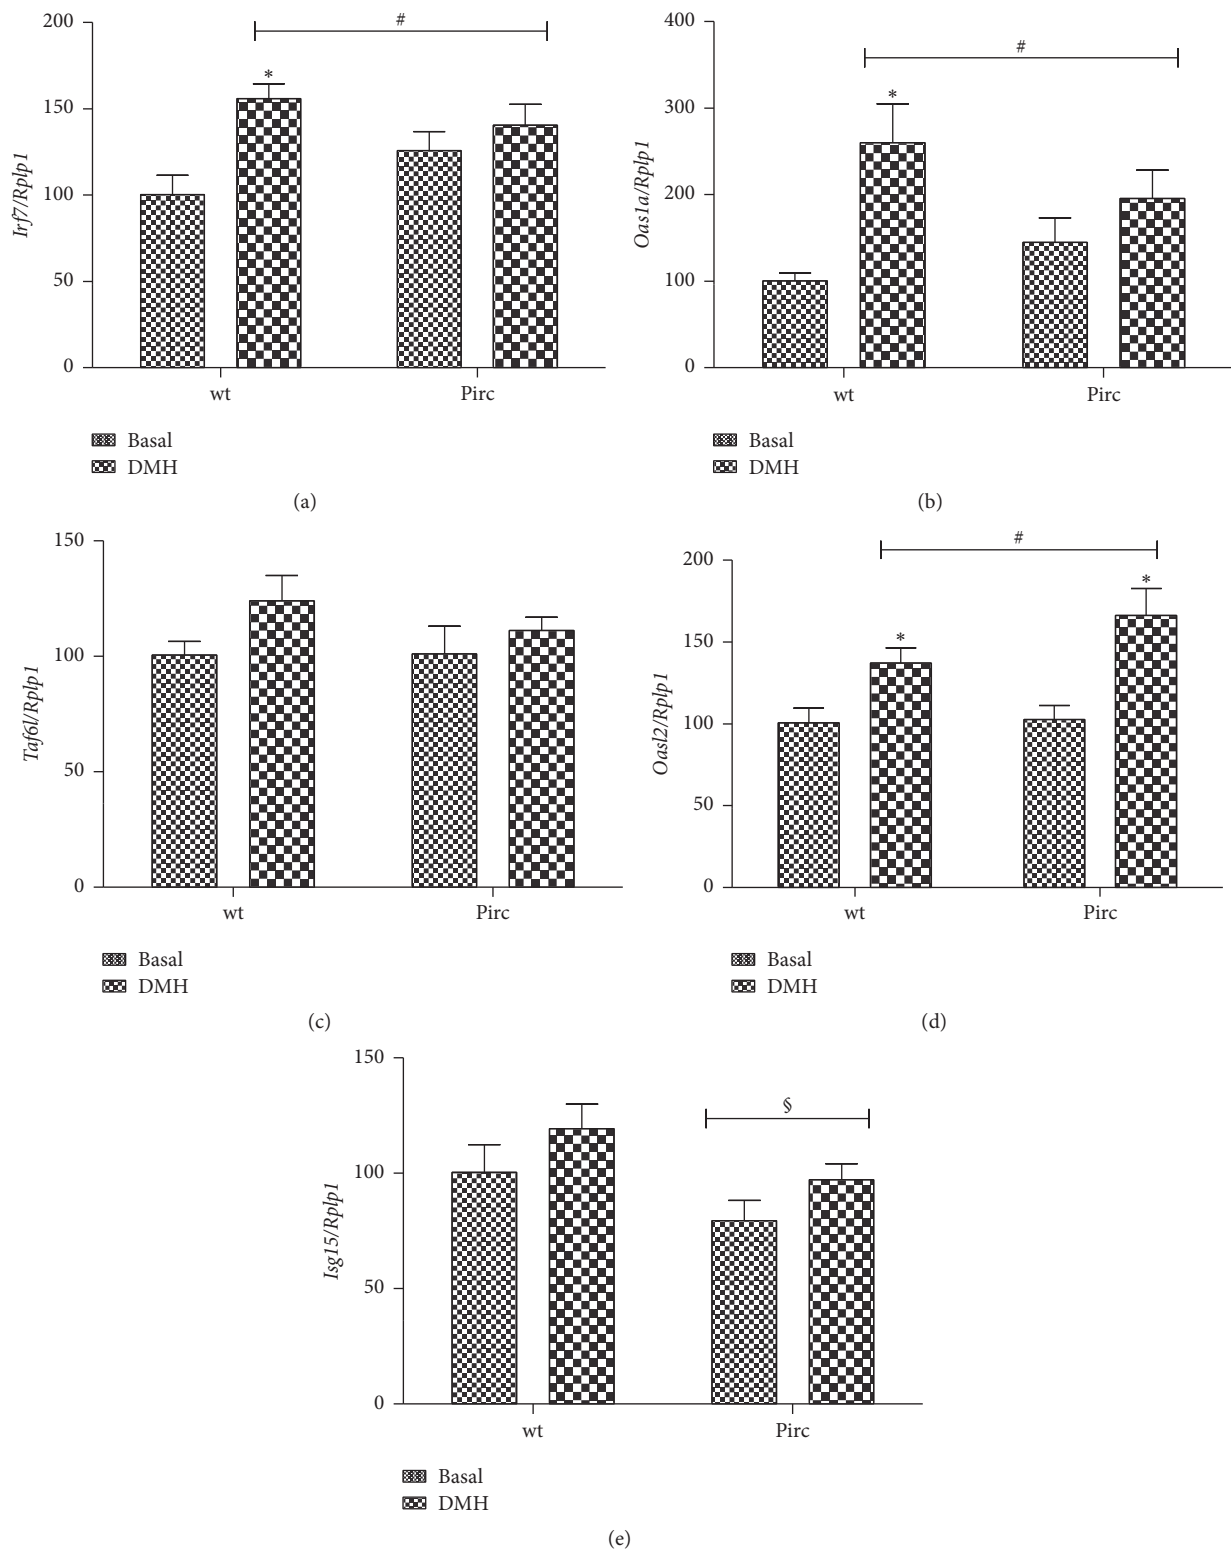 200
150
100
50
0
Irf7/Rplp1
#
*
wt
Pirc
Basal
DMH
(a)
400
300
200
100
0
Oas1a/Rplp1
#
*
wt
Pirc
Basal
DMH
(b)
150
100
50
0
Taf6l/Rplp1
wt
Pirc
Basal
DMH
(c)
200
150
100
50
0
Oasl2/Rplp1
#
*
*
wt
Pirc
Basal
DMH
(d)
150
100
50
0
Isg15/Rplp1
§
wt
Pirc
Basal
DMH
(e)